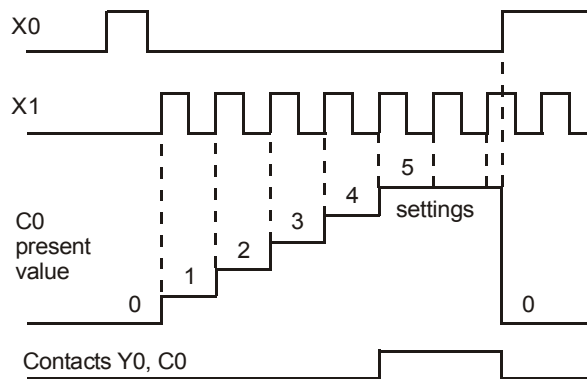 X0
X1
5
4
settings
3
C0
present
value
2
1
0
0
Contacts Y0, C0